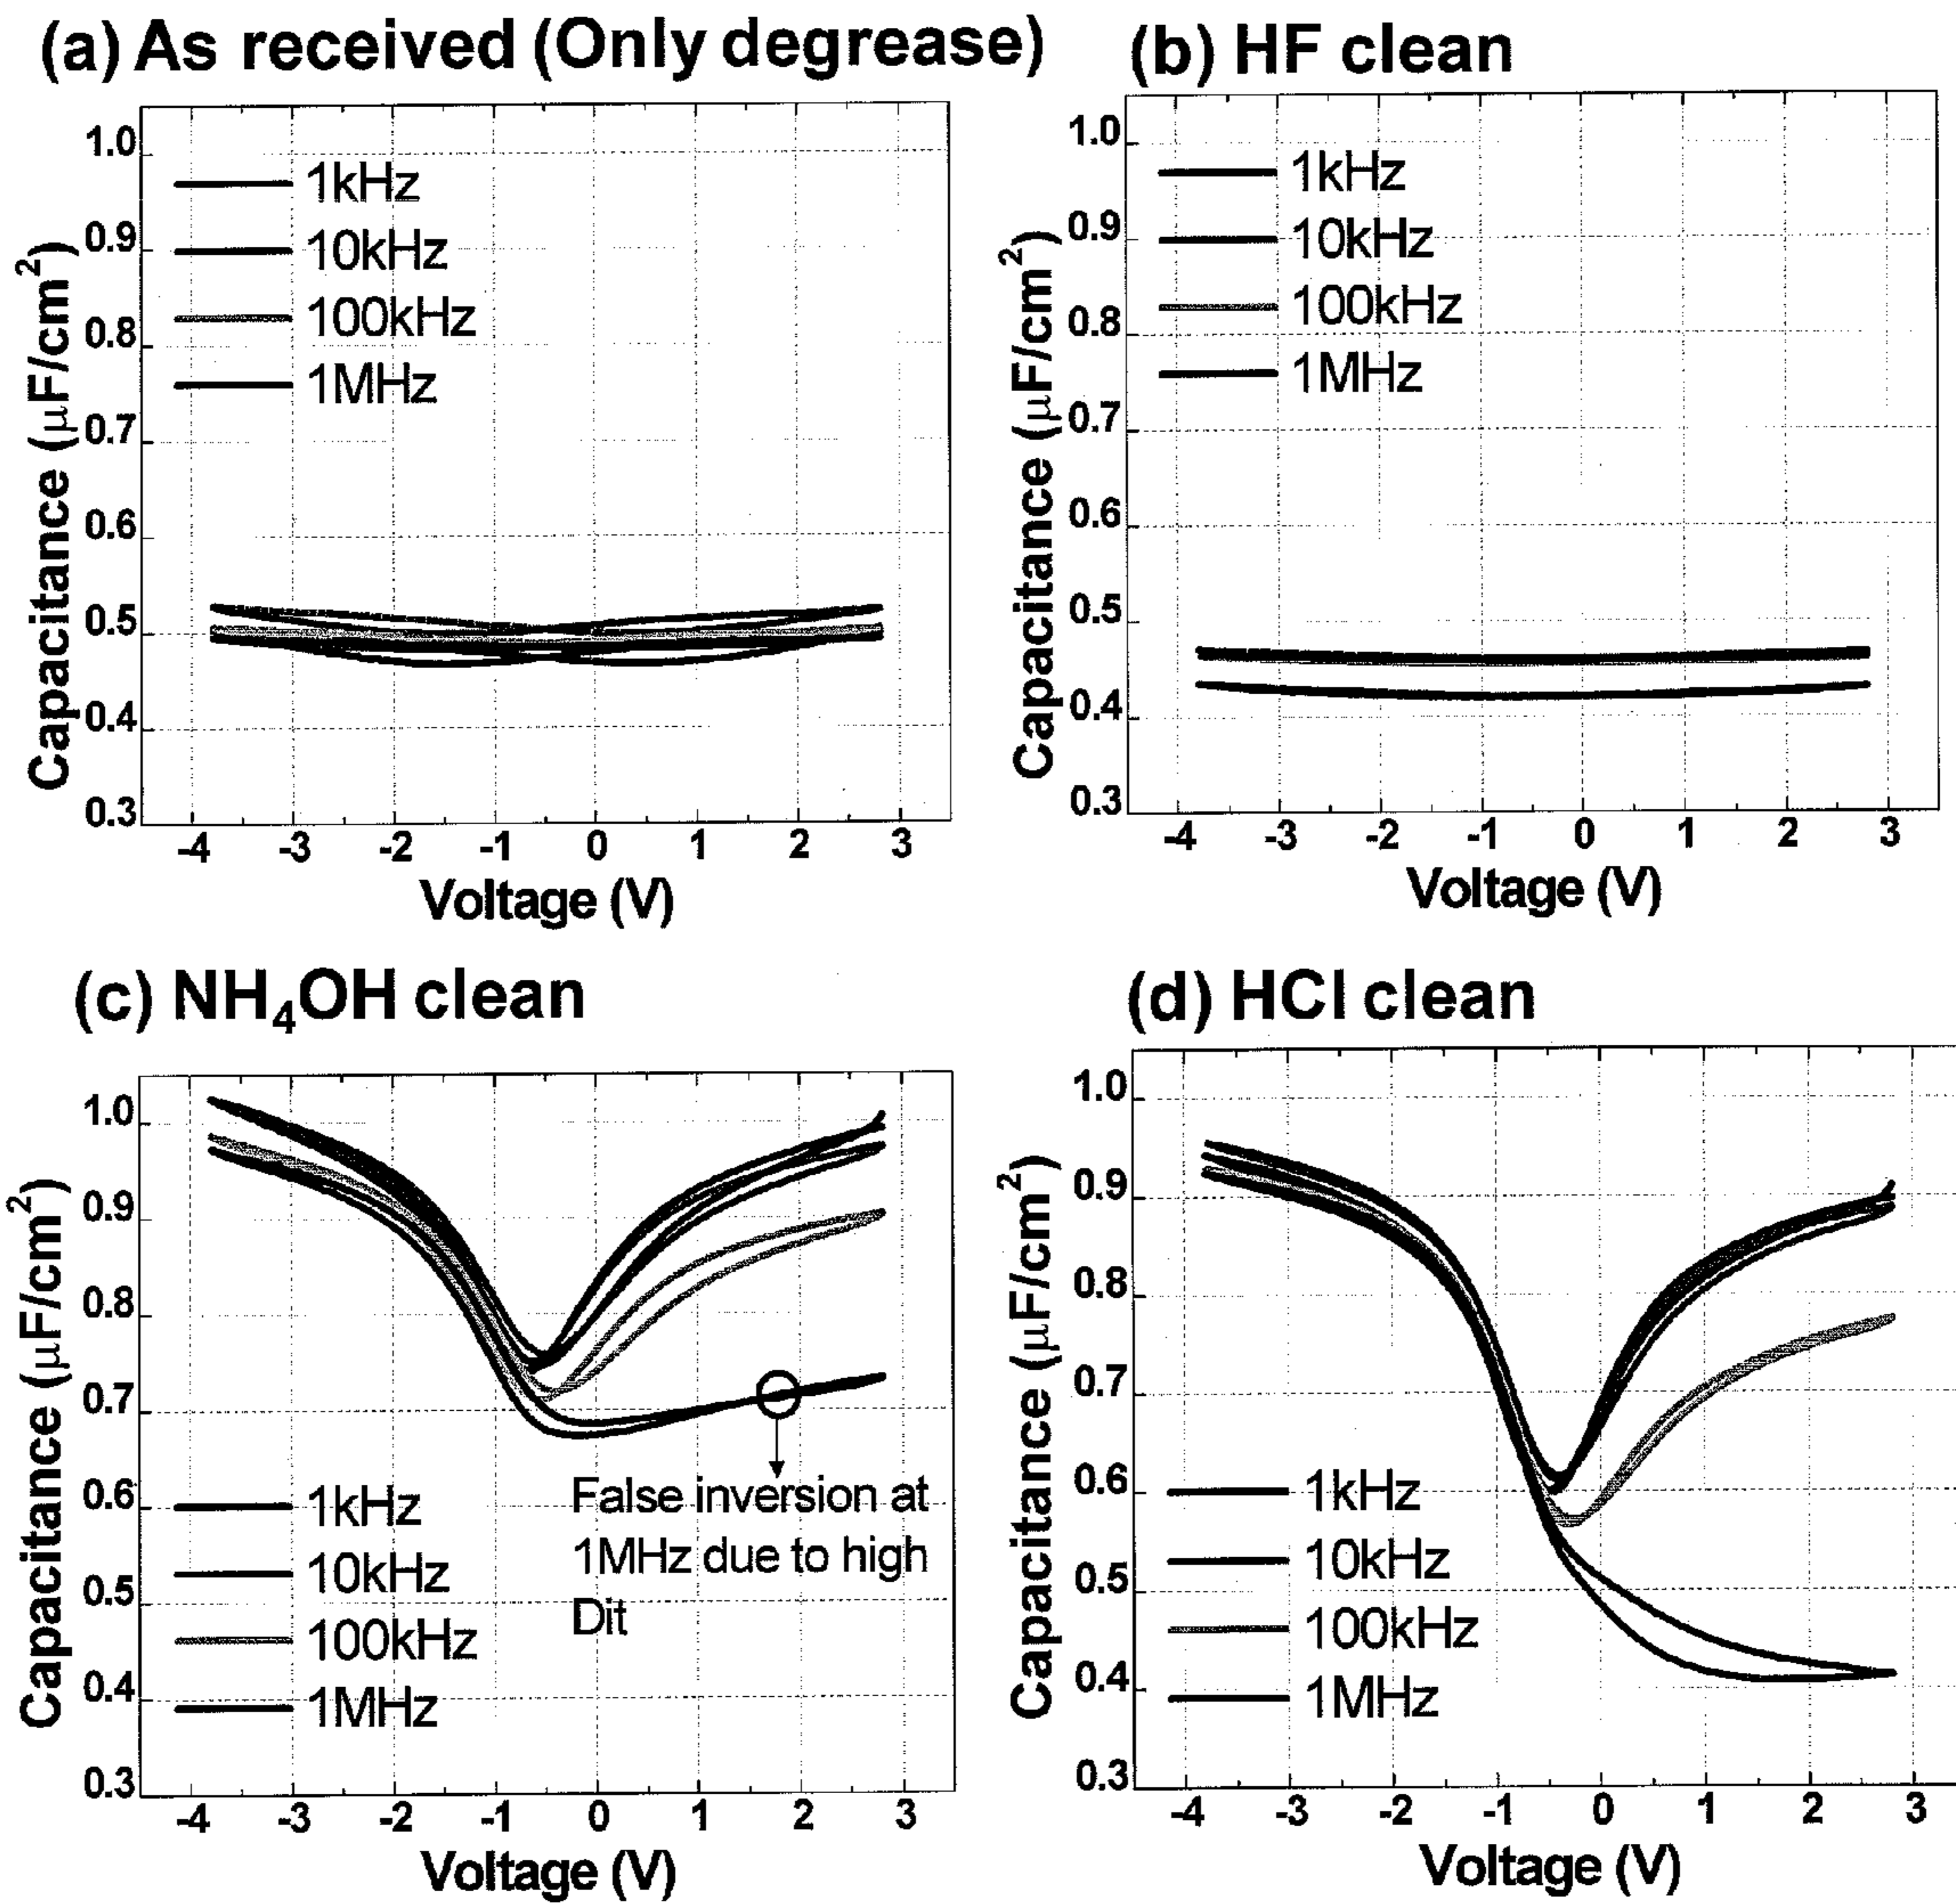 (a) As received (Only degrease)
1.0
0.9
0.8
0.7
0.6
0.5
0.4
0.3
1kHz
10kHz
100kHz
1MHz
Capacitance (μF/cm²)
-4 -3 -2 -1 0 1 2 3
Voltage (V)
(b) HF clean
1.0
0.9
0.8
0.7
0.6
0.5
0.4
0.3
1kHz
10kHz
100kHz
1MHz
Capacitance (μF/cm²)
-4 -3 -2 -1 0 1 2 3
Voltage (V)
(c) NH₄OH clean
1.0
0.9
0.8
0.7
0.6
0.5
0.4
0.3
1kHz
10kHz
100kHz
1MHz
False inversion at
1MHz due to high
Dit
Capacitance (μF/cm²)
-4 -3 -2 -1 0 1 2 3
Voltage (V)
(d) HCl clean
1.0
0.9
0.8
0.7
0.6
0.5
0.4
0.3
1kHz
10kHz
100kHz
1MHz
Capacitance (μF/cm²)
-4 -3 -2 -1 0 1 2 3
Voltage (V)